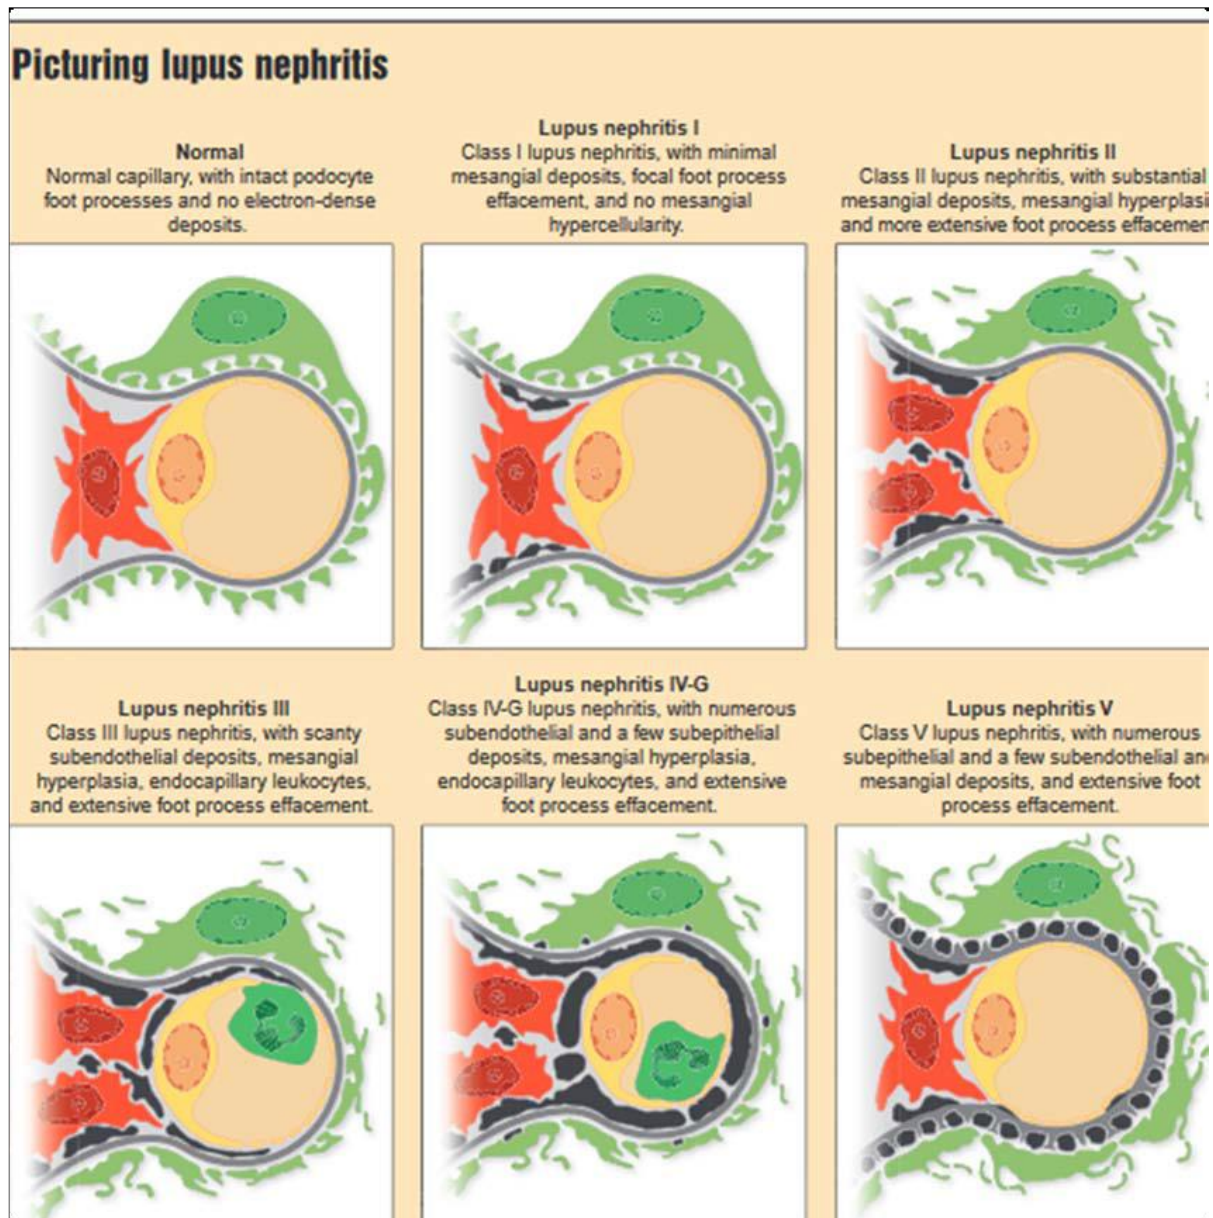 Picturing lupus nephritis
Normal
Normal capillary, with intact podocyte
foot processes and no electron-dense
deposits.
Lupus nephritis I
Class I lupus nephritis, with minimal
mesangial deposits, focal foot process
effacement, and no mesangial
hypercellularity.
Lupus nephritis II
Class II lupus nephritis, with substantial
mesangial deposits, mesangial hyperplasi
and more extensive foot process effacemen
Lupus nephritis III
Class III lupus nephritis, with scanty
subendothelial deposits, mesangial
hyperplasia, endocapillary leukocytes,
and extensive foot process effacement.
Lupus nephritis IV-G
Class IV-G lupus nephritis, with numerous
subendothelial and a few subepithelial
deposits, mesangial hyperplasia,
endocapillary leukocytes, and extensive
foot process effacement.
Lupus nephritis V
Class V lupus nephritis, with numerous
subepithelial and a few subendothelial an
mesangial deposits, and extensive foot
process effacement.